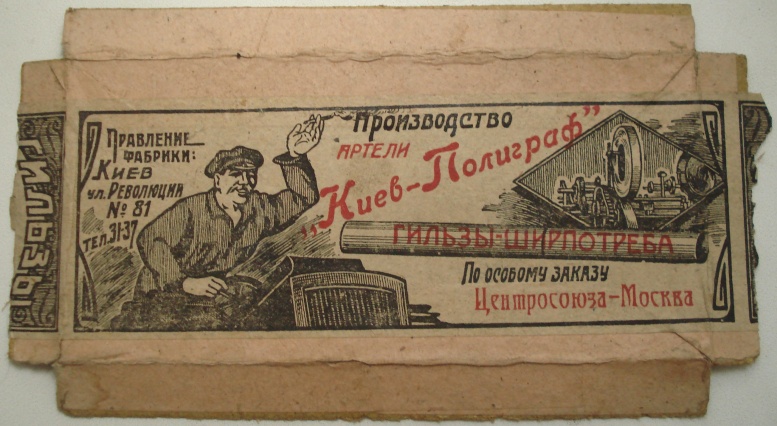 Правление
фабрики:
Киев
ул. Революции
№ 81
тел. 31-37
Производство
Артели
„Киев-Полиграф”
Гильзы-ширпотреба
По особому заказу
Центросоюза-Москва